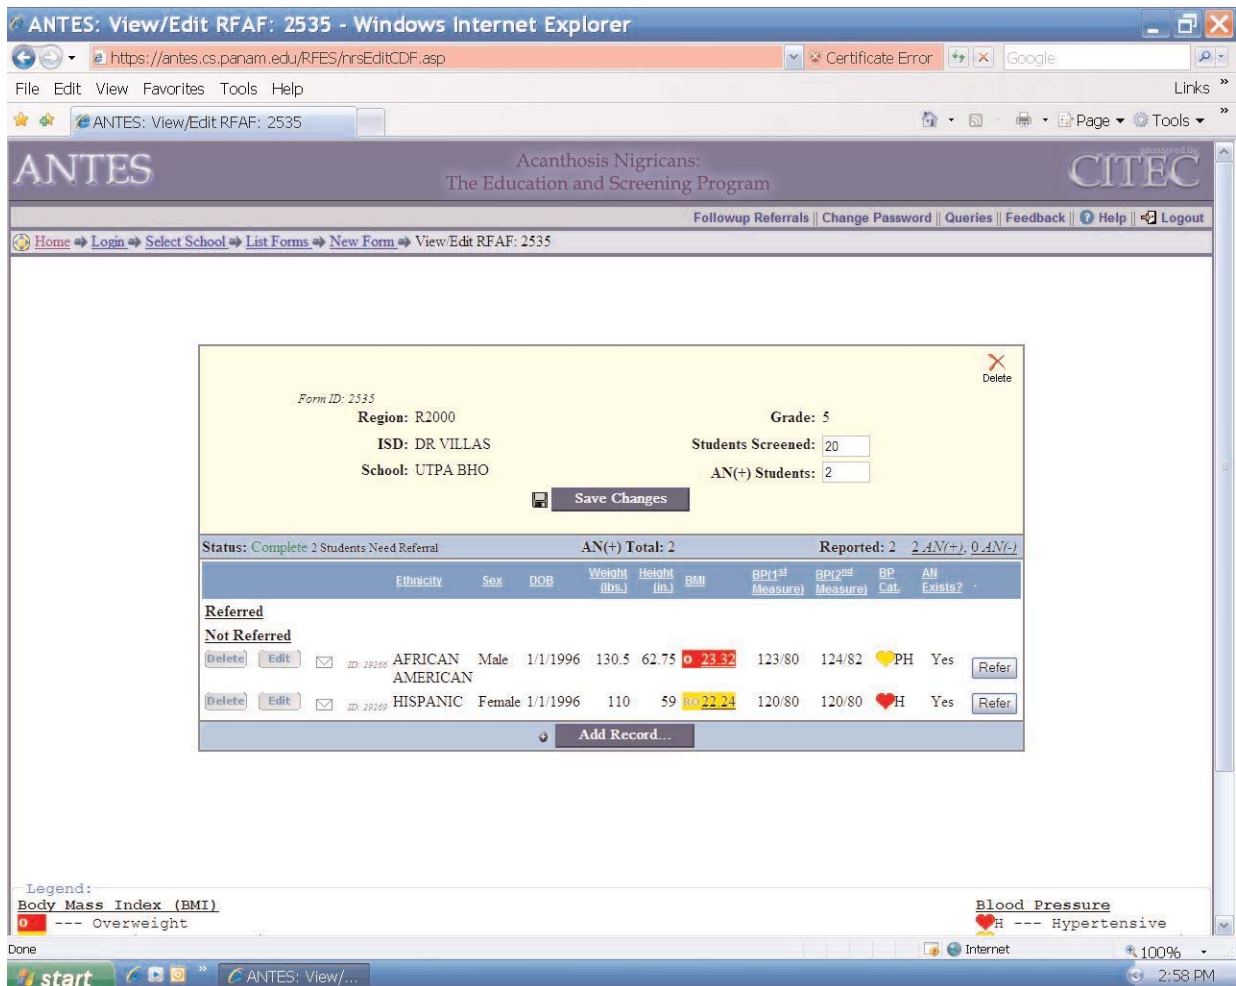 ANTES: View/Edit RFAF: 2535 - Windows Internet Explorer
https://antes.cs.panam.edu/RFES/nrsEditCDF.asp Certificate Error Google
File Edit View Favorites Tools Help Links »
ANTES: View/Edit RFAF: 2535 Page Tools »
ANTES Acanthosis Nigricans: sponsored by
The Education and Screening Program CITEC
Followup Referrals || Change Password || Queries || Feedback || Help || Logout
Home ⇒ Login ⇒ Select School ⇒ List Forms ⇒ New Form ⇒ View/Edit RFAF: 2535
Delete
Form ID: 2535
Region: R2000 Grade: 5
ISD: DR VILLAS Students Screened: 20
School: UTPA BHO AN(+) Students: 2
Save Changes
Status: Complete 2 Students Need Referral AN(+) Total: 2 Reported: 2 2 AN(+), 0 AN(-)
Ethnicity Sex DOB Weight (lbs.) Height (in.) BMI BP(1st Measure) BP(2nd Measure) BP Cat. AN Exists? -
Referred
Not Referred
Delete Edit ID: 29266 AFRICAN AMERICAN Male 1/1/1996 130.5 62.75 O 23.32 123/80 124/82 PH Yes Refer
Delete Edit ID: 29269 HISPANIC Female 1/1/1996 110 59 RO 22.24 120/80 120/80 H Yes Refer
Add Record...
Legend:
Body Mass Index (BMI) Blood Pressure
O --- Overweight H --- Hypertensive
Done Internet 100%
start » ANTES: View/... 2:58 PM